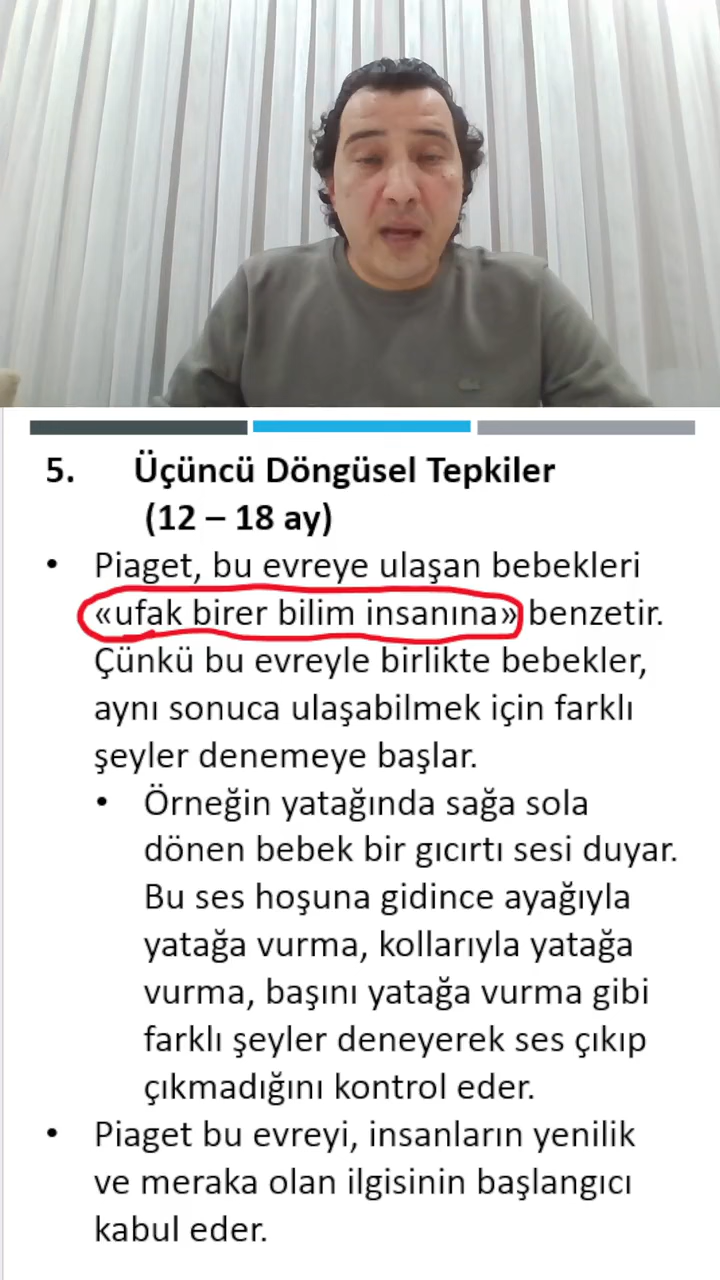 5. Üçüncü Döngüsel Tepkiler
(12 – 18 ay)
• Piaget, bu evreye ulaşan bebekleri
«ufak birer bilim insanına» benzetir.
Çünkü bu evreyle birlikte bebekler,
aynı sonuca ulaşabilmek için farklı
şeyler denemeye başlar.
• Örneğin yatağında sağa sola
dönen bebek bir gıcırtı sesi duyar.
Bu ses hoşuna gidince ayağıyla
yatağa vurma, kollarıyla yatağa
vurma, başını yatağa vurma gibi
farklı şeyler deneyerek ses çıkıp
çıkmadığını kontrol eder.
• Piaget bu evreyi, insanların yenilik
ve meraka olan ilgisinin başlangıcı
kabul eder.